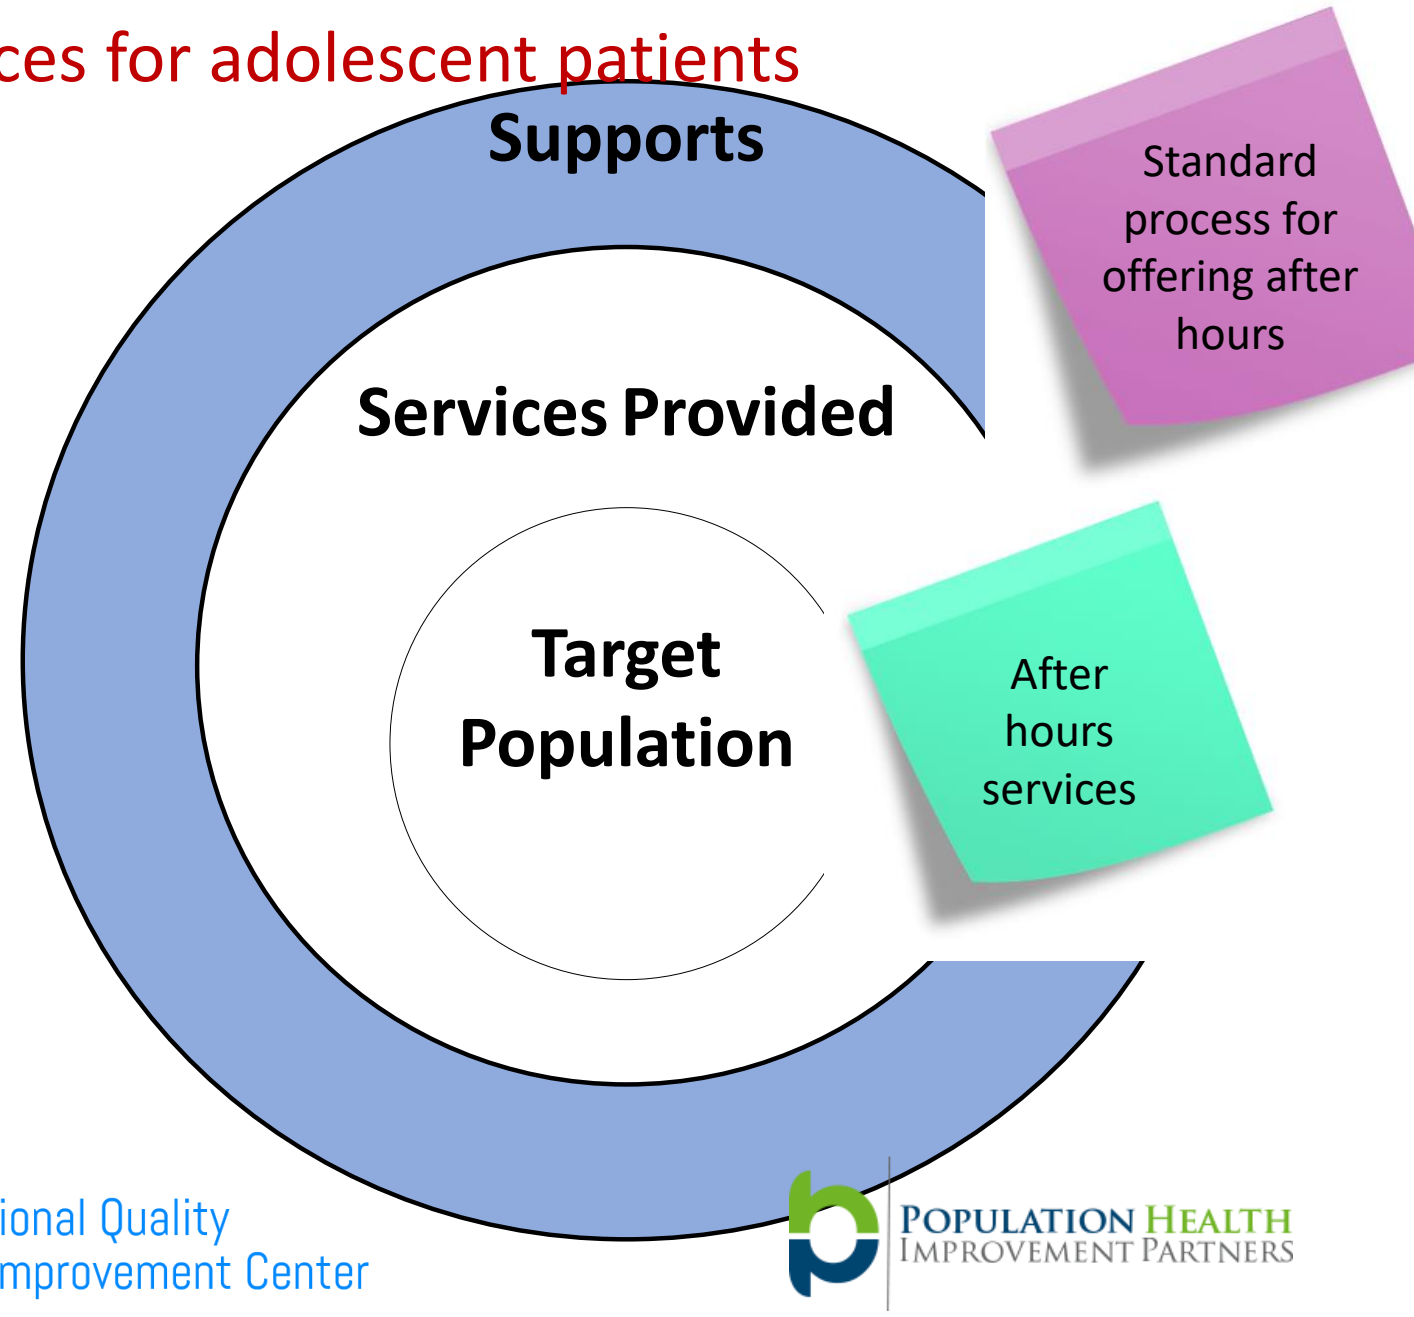 ces for adolescent patients
Supports
Standard
process for
offering after
hours
Services Provided
Target
Population
After
hours
services
ional Quality
mprovement Center
POPULATION HEALTH
IMPROVEMENT PARTNERS